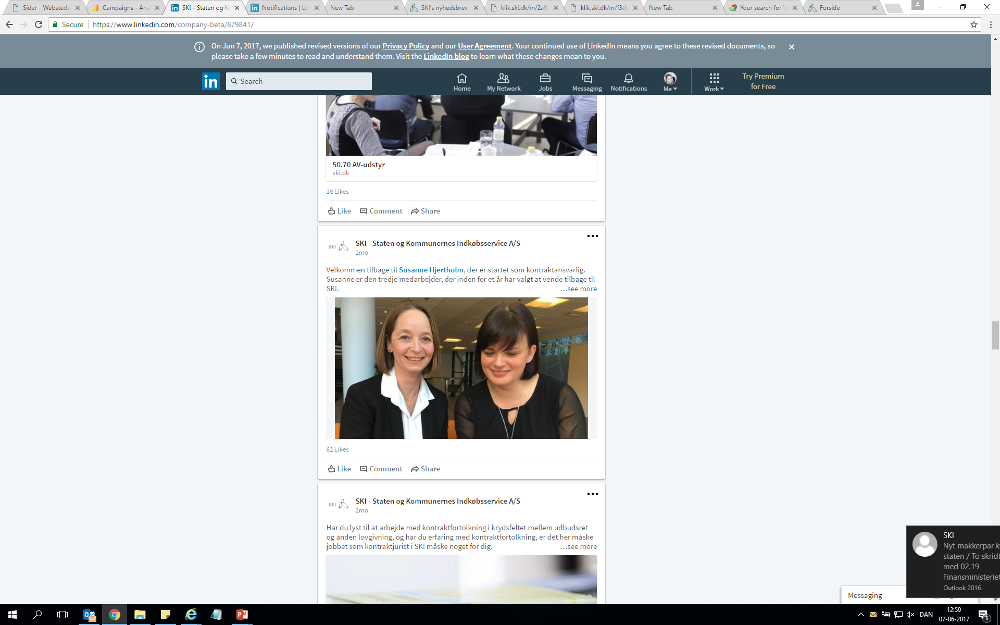 Sider - Websteds
Campaigns - Ana
SKI - Staten og Ko
Notifications | Lin
New Tab
SKI's nyhedsbrev
klik.ski.dk/m/2a9
klik.ski.dk/m/f3d
New Tab
Your search for 'n
Forside
Secure
https://www.linkedin.com/company-beta/879841/
On Jun 7, 2017, we published revised versions of our Privacy Policy and our User Agreement. Your continued use of LinkedIn means you agree to these revised documents, so
please take a few minutes to read and understand them. Visit the LinkedIn blog to learn what these changes mean to you.
in
Search
Home
My Network
Jobs
Messaging
Notifications
Me
Work
Try Premium
for Free
50.70 AV-udstyr
ski.dk
18 Likes
Like Comment Share
SKI
SKI - Staten og Kommunernes Indkøbsservice A/S
2mo
Velkommen tilbage til Susanne Hjertholm, der er startet som kontraktansvarlig.
Susanne er den tredje medarbejder, der inden for et år har valgt at vende tilbage til
SKI. ...see more
62 Likes
Like Comment Share
SKI
SKI - Staten og Kommunernes Indkøbsservice A/S
2mo
Har du lyst til at arbejde med kontraktfortolkning i krydsfeltet mellem udbudsret
og anden lovgivning, og har du erfaring med kontraktfortolkning, er det her måske
jobbet som kontraktjurist i SKI måske noget for dig. ...see more
SKI
Nyt makkerpar k
staten / To skridt
med 02.19
Finansministeriet
Outlook 2016
Messaging
DAN
12:59
07-06-2017
1